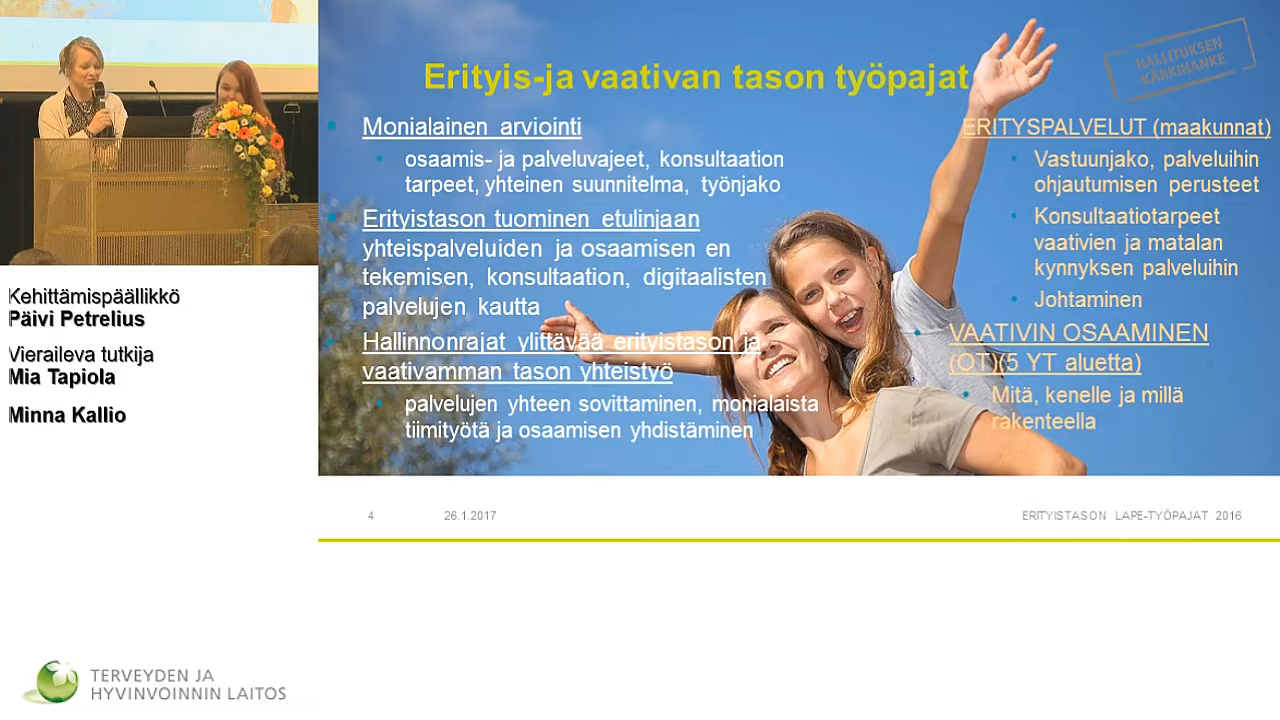 Erityis-ja vaativan tason työpajat
HALLITUKSEN
KÄRKIHANKE
Monialainen arviointi
osaamis- ja palveluvajeet, konsultaation
tarpeet, yhteinen suunnitelma, työnjako
Erityistason tuominen etulinjaan
yhteispalveluiden ja osaamisen en
tekemisen, konsultaation, digitaalisten
palvelujen kautta
Hallinnonrajat ylittävää erityistason ja
vaativamman tason yhteistyö
palvelujen yhteen sovittaminen, monialaista
tiimityötä ja osaamisen yhdistäminen
ERITYSPALVELUT (maakunnat)
Vastuunjako, palveluihin
ohjautumisen perusteet
Konsultaatiotarpeet
vaativien ja matalan
kynnyksen palveluihin
Johtaminen
VAATIVIN OSAAMINEN
(OT)(5 YT aluetta)
Mitä, kenelle ja millä
rakenteella
4 26.1.2017 ERITYISTASON LAPE-TYÖPAJAT 2016
Kehittämispäällikkö
Päivi Petrelius
Vieraileva tutkija
Mia Tapiola
Minna Kallio
TERVEYDEN JA
HYVINVOINNIN LAITOS